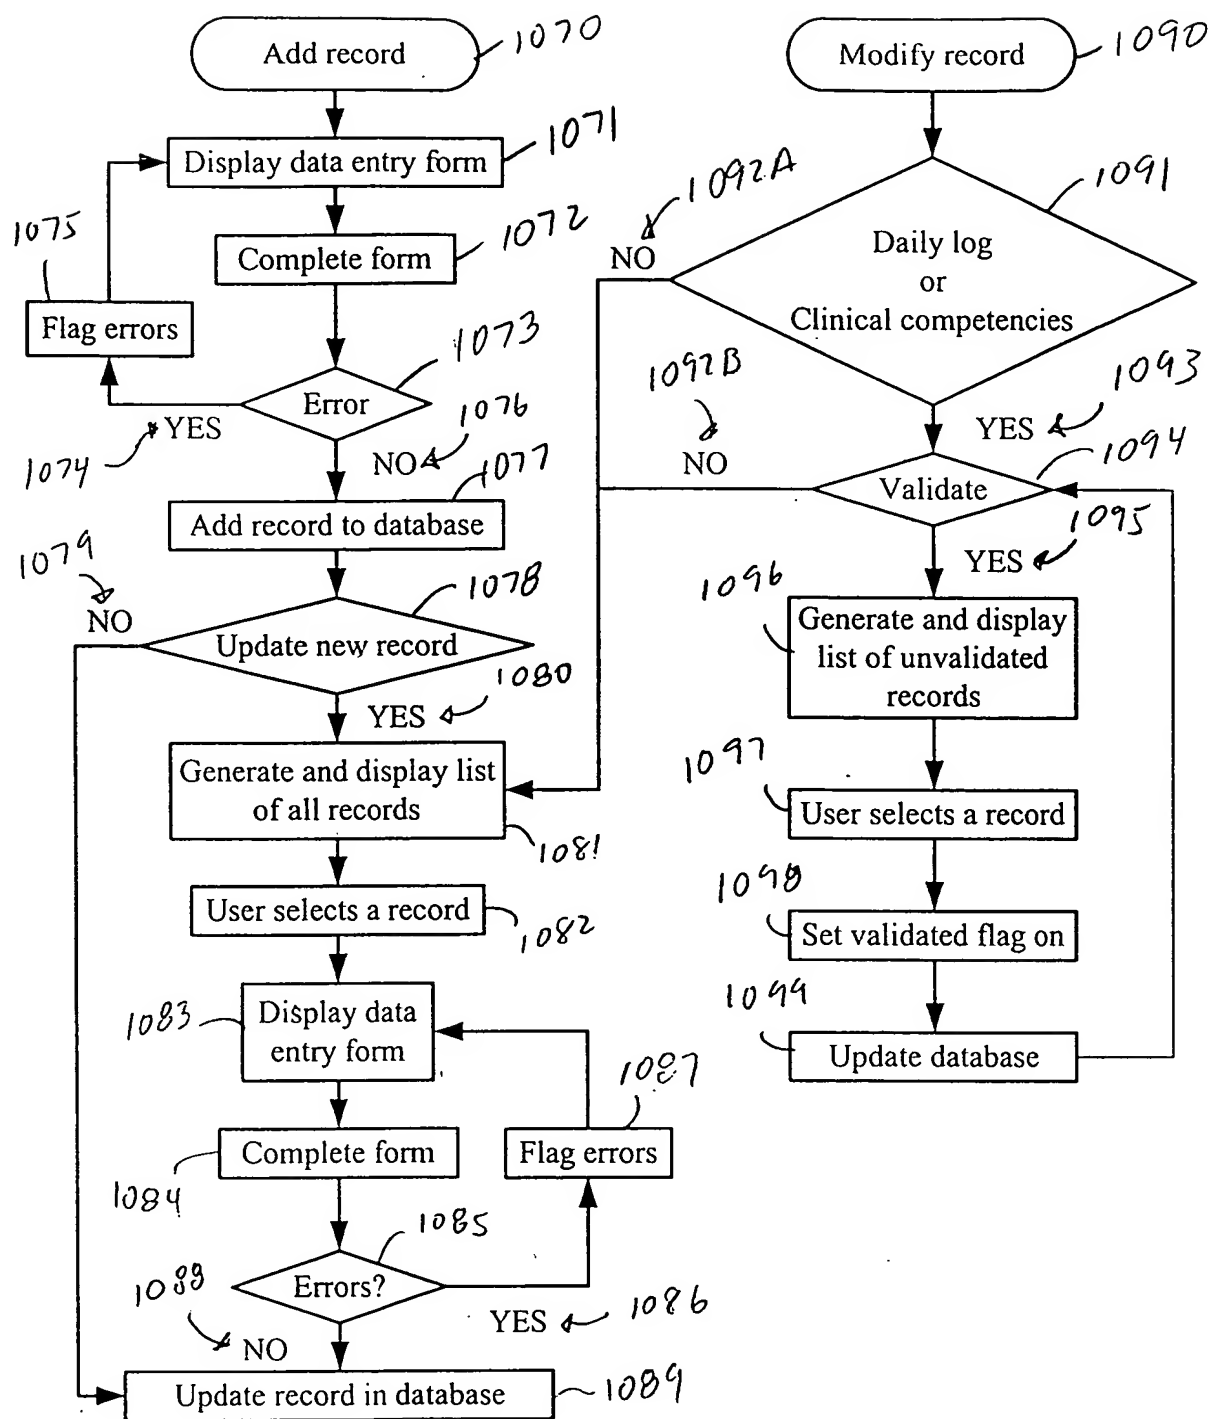 Add record
1070
Display data entry form
1071
Complete form
1072
1075
Flag errors
Error
1073
YES
1074
NO
1076
Add record to database
1077
1079
NO
Update new record
1078
YES
1080
Generate and display list
of all records
1081
User selects a record
1082
1083
Display data
entry form
1087
Flag errors
Complete form
1084
Errors?
1085
YES
1086
1088
NO
Update record in database
1089
Modify record
1090
1092A
NO
Daily log
or
Clinical competencies
1091
1092B
NO
YES
1093
Validate
1094
YES
1095
1096
Generate and display
list of unvalidated
records
1097
User selects a record
1098
Set validated flag on
1099
Update database